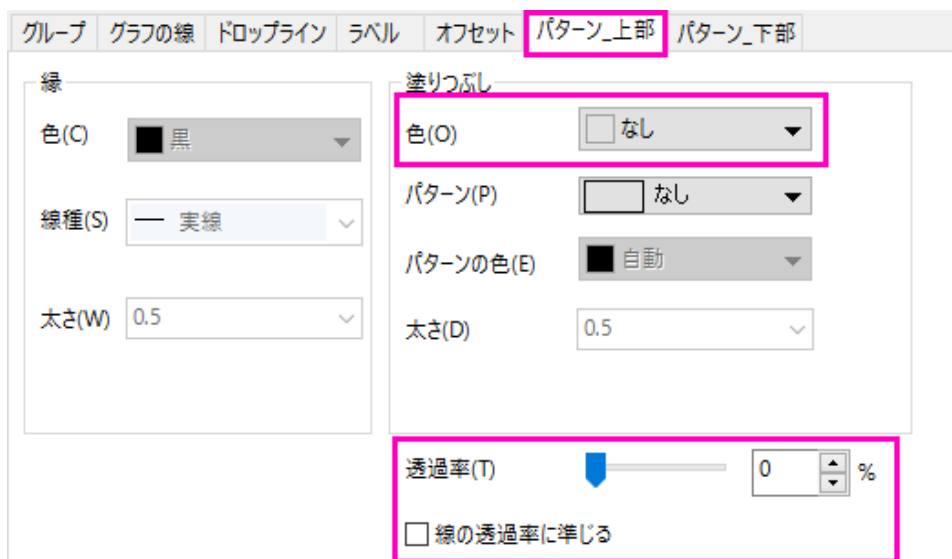 グループ グラフの線 ドロップライン ラベル オフセット パターン_上部 パターン_下部
縁
色(C) 黒
線種(S) 実線
太さ(W) 0.5
塗りつぶし
色(O) なし
パターン(P) なし
パターンの色(E) 自動
太さ(D) 0.5
透過率(T) 0 %
線の透過率に準じる